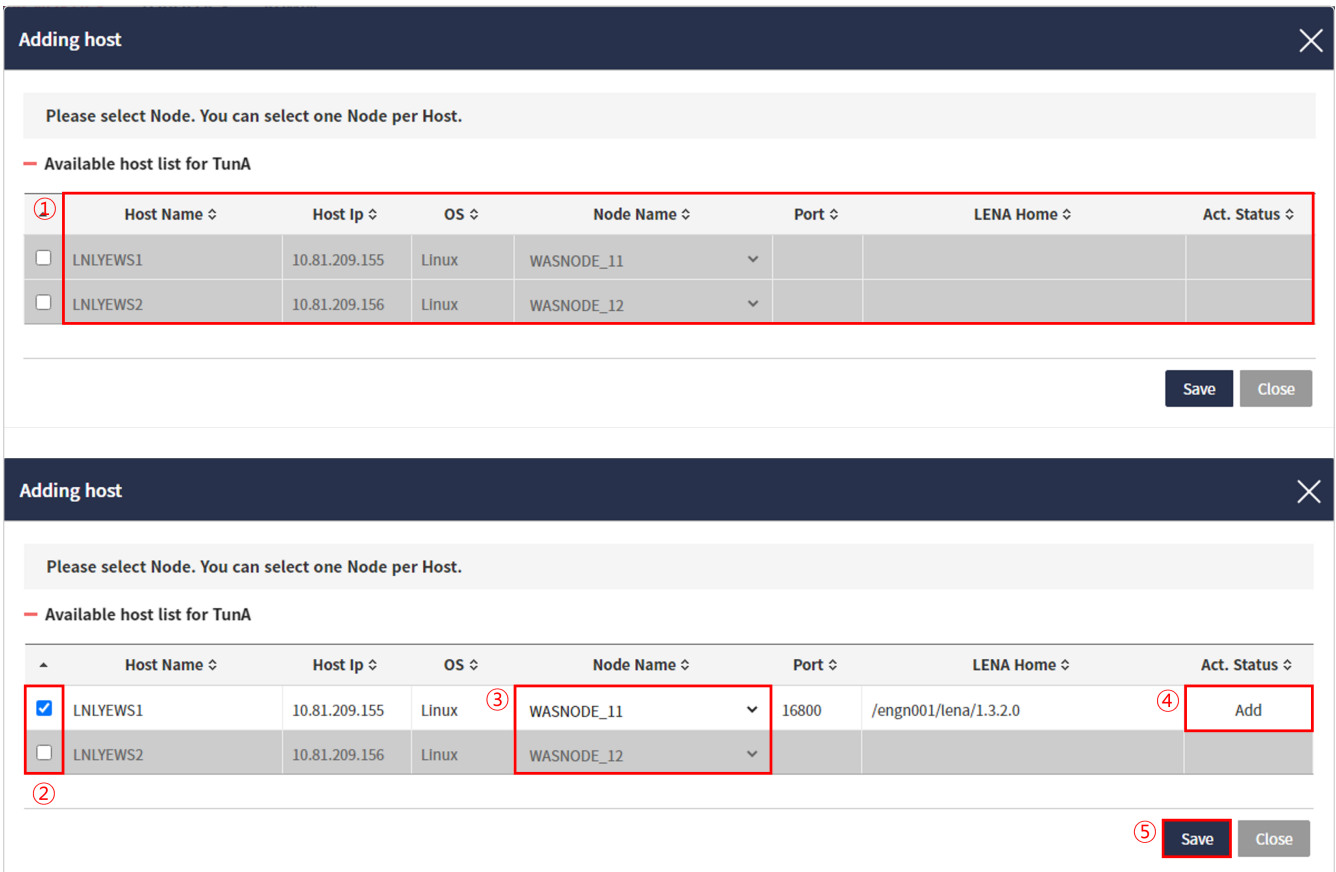 Adding host
Please select Node. You can select one Node per Host.
Available host list for TunA
① Host Name Host Ip OS Node Name Port LENA Home Act. Status
LNLYEWS1 10.81.209.155 Linux WASNODE_11
LNLYEWS2 10.81.209.156 Linux WASNODE_12
Save Close
Adding host
Please select Node. You can select one Node per Host.
Available host list for TunA
Host Name Host Ip OS Node Name Port LENA Home Act. Status
LNLYEWS1 10.81.209.155 Linux ③ WASNODE_11 16800 /engn001/lena/1.3.2.0 ④ Add
LNLYEWS2 10.81.209.156 Linux WASNODE_12
②
⑤ Save Close